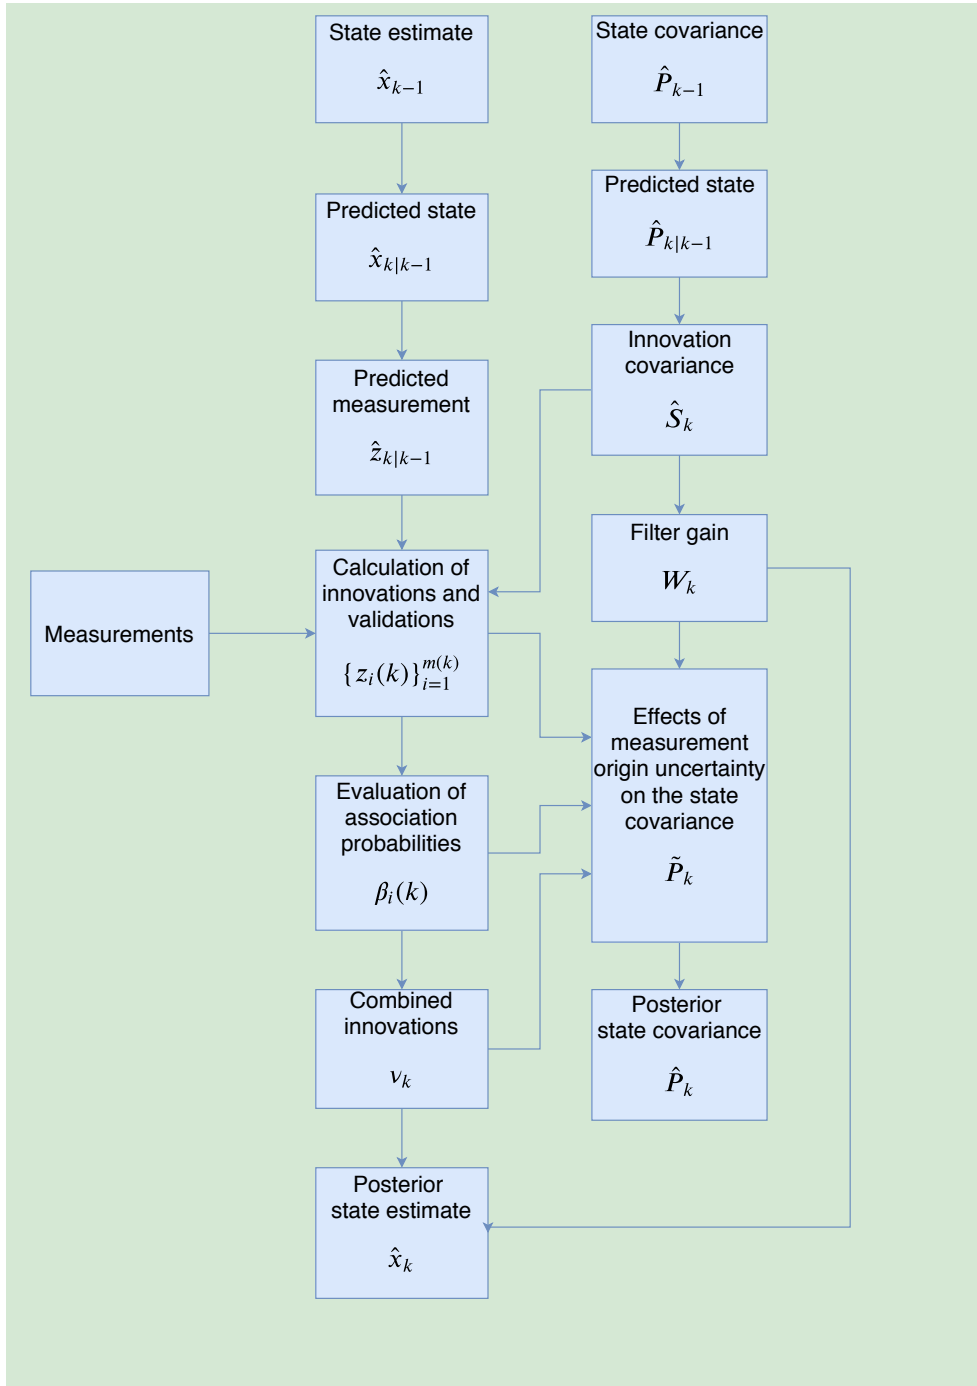 State estimate
x̂ₖ₋₁
State covariance
P̂ₖ₋₁
Predicted state
x̂ₖ|ₖ₋₁
Predicted state
P̂ₖ|ₖ₋₁
Predicted
measurement
ẑₖ|ₖ₋₁
Innovation
covariance
Ŝₖ
Filter gain
Wₖ
Measurements
Calculation of
innovations and
validations
{zᵢ(k)}ᵢ₌₁^m(k)
Effects of
measurement
origin uncertainty
on the state
covariance
P̃ₖ
Evaluation of
association
probabilities
βᵢ(k)
Combined
innovations
νₖ
Posterior
state covariance
P̂ₖ
Posterior
state estimate
x̂ₖ